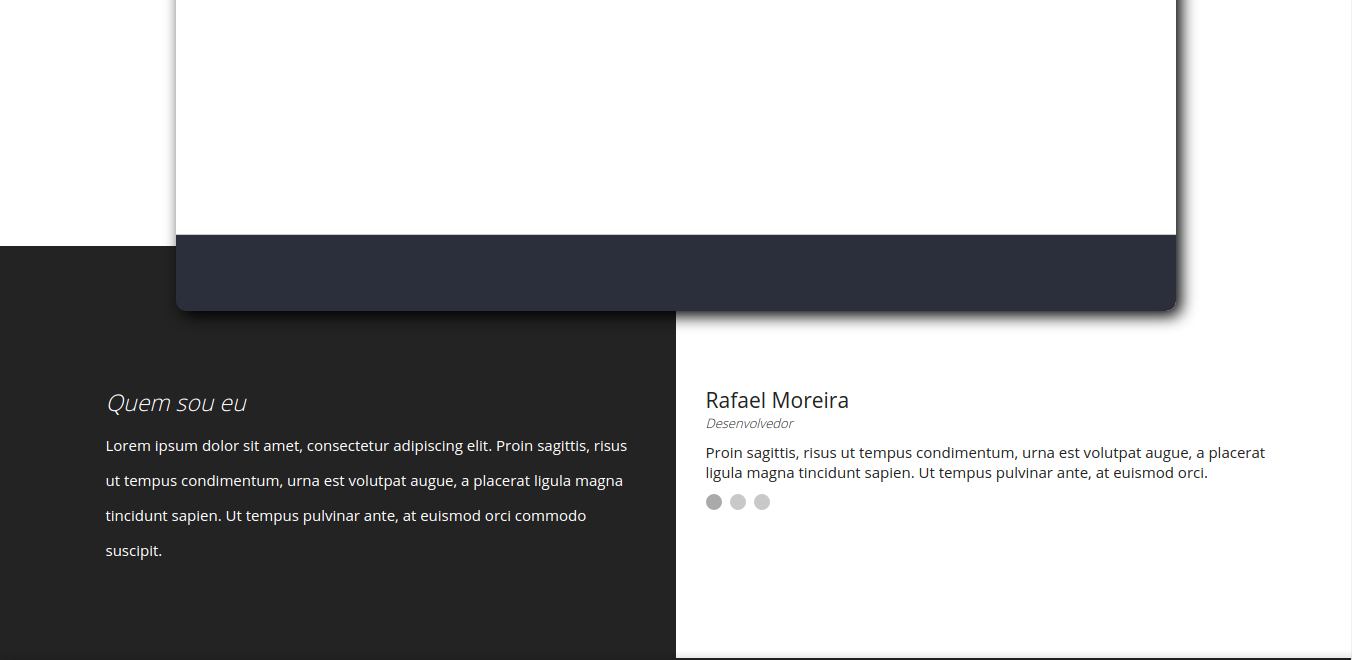 Quem sou eu
Lorem ipsum dolor sit amet, consectetur adipiscing elit. Proin sagittis, risus
ut tempus condimentum, urna est volutpat augue, a placerat ligula magna
tincidunt sapien. Ut tempus pulvinar ante, at euismod orci commodo
suscipit.
Rafael Moreira
Desenvolvedor
Proin sagittis, risus ut tempus condimentum, urna est volutpat augue, a placerat
ligula magna tincidunt sapien. Ut tempus pulvinar ante, at euismod orci.